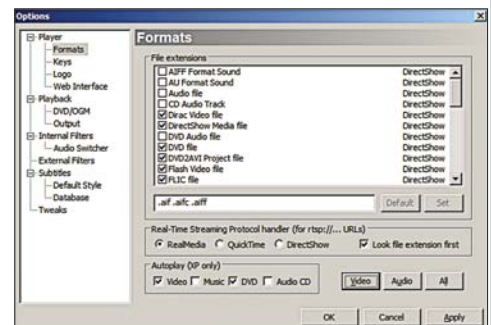 Options
Player
Formats
Keys
Logo
Web Interface
Playback
DVD/OGM
Output
Internal Filters
Audio Switcher
External Filters
Subtitles
Default Style
Database
Tweaks
Formats
File extensions
AIFF Format Sound DirectShow
AU Format Sound DirectShow
Audio file DirectShow
CD Audio Track DirectShow
Dirac Video file DirectShow
DirectShow Media file DirectShow
DVD Audio file DirectShow
DVD file DirectShow
DVD2AVI Project file DirectShow
Flash Video file DirectShow
FLIC file DirectShow
.aif .aifc .aiff
Default Set
Real-Time Streaming Protocol handler (for rtsp://... URLs)
RealMedia QuickTime DirectShow Look file extension first
Autoplay (XP only)
Video Music DVD Audio CD
Video Audio All
OK Cancel Apply